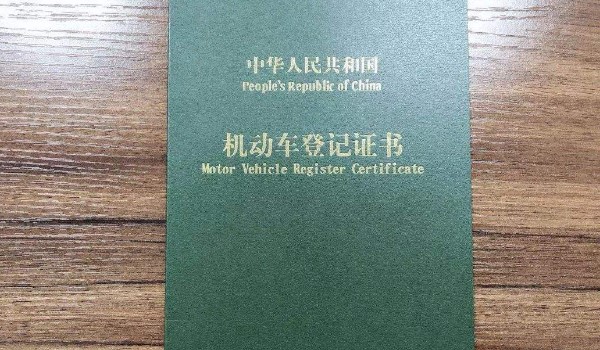 中华人民共和国
People's Republic of China
机动车登记证书
Motor Vehicle Register Certificate